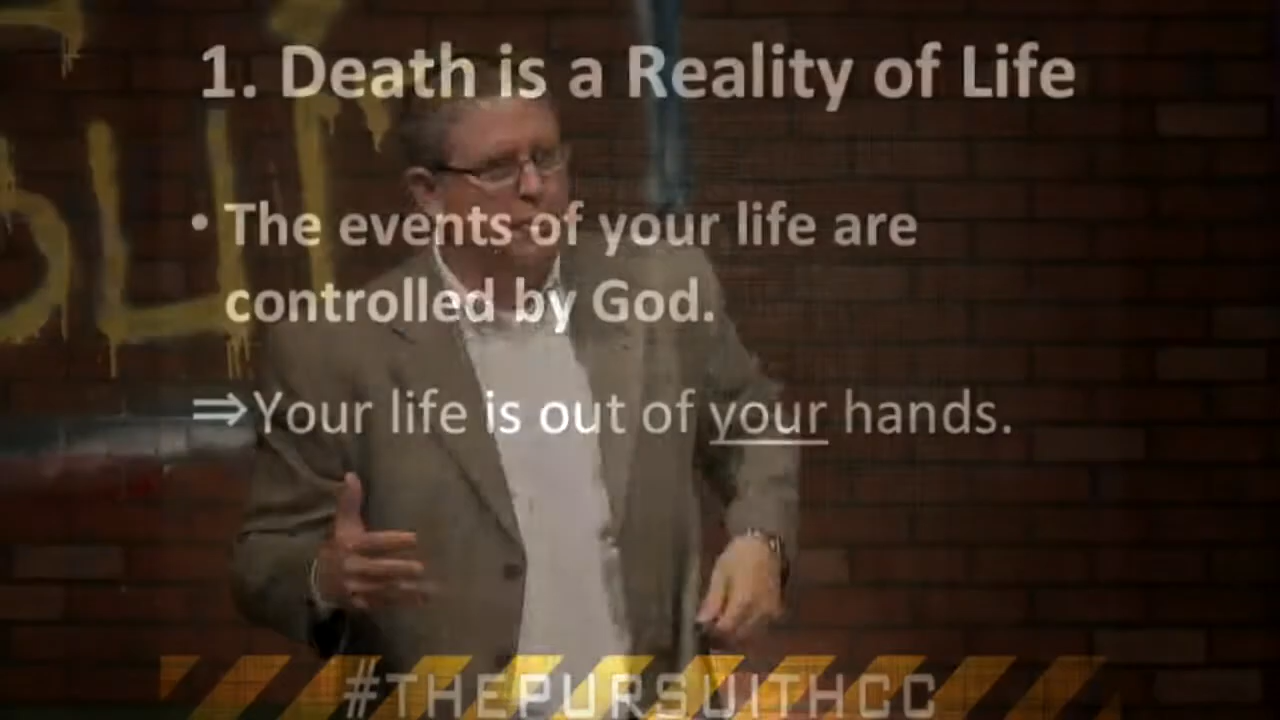 1. Death is a Reality of Life
• The events of your life are
controlled by God.
⇒Your life is out of your hands.
#THEPURSUITHCC